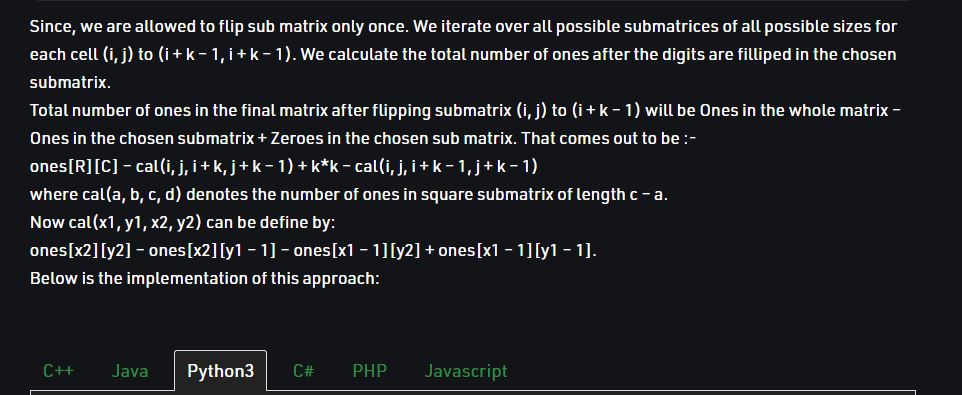 Since, we are allowed to flip sub matrix only once. We iterate over all possible submatrices of all possible sizes for
each cell (i, j) to (i + k – 1, i + k – 1). We calculate the total number of ones after the digits are filliped in the chosen
submatrix.
Total number of ones in the final matrix after flipping submatrix (i, j) to (i + k – 1) will be Ones in the whole matrix –
Ones in the chosen submatrix + Zeroes in the chosen sub matrix. That comes out to be :-
ones[R][C] – cal(i, j, i + k, j + k – 1) + k*k – cal(i, j, i + k – 1, j + k – 1)
where cal(a, b, c, d) denotes the number of ones in square submatrix of length c – a.
Now cal(x1, y1, x2, y2) can be define by:
ones[x2][y2] – ones[x2][y1 – 1] – ones[x1 – 1][y2] + ones[x1 – 1][y1 – 1].
Below is the implementation of this approach:
C++ Java Python3 C# PHP Javascript